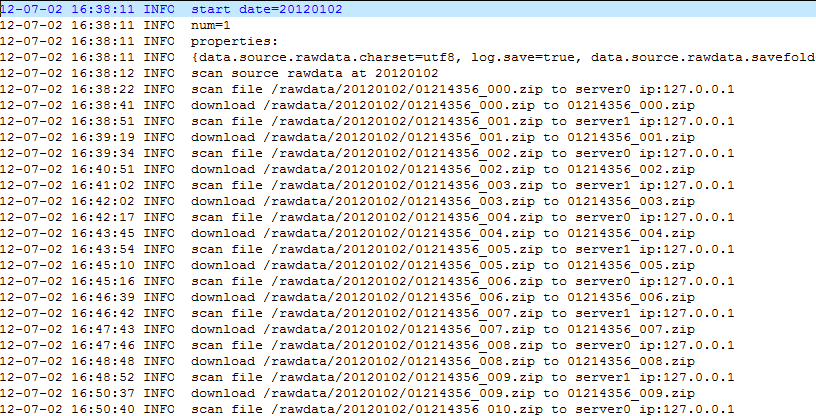 12-07-02 16:38:11 INFO start date=20120102
12-07-02 16:38:11 INFO num=1
12-07-02 16:38:11 INFO properties:
12-07-02 16:38:11 INFO {data.source.rawdata.charset=utf8, log.save=true, data.source.rawdata.savefold
12-07-02 16:38:12 INFO scan source rawdata at 20120102
12-07-02 16:38:22 INFO scan file /rawdata/20120102/01214356_000.zip to server0 ip:127.0.0.1
12-07-02 16:38:41 INFO download /rawdata/20120102/01214356_000.zip to 01214356_000.zip
12-07-02 16:38:51 INFO scan file /rawdata/20120102/01214356_001.zip to server1 ip:127.0.0.1
12-07-02 16:39:19 INFO download /rawdata/20120102/01214356_001.zip to 01214356_001.zip
12-07-02 16:39:34 INFO scan file /rawdata/20120102/01214356_002.zip to server0 ip:127.0.0.1
12-07-02 16:40:51 INFO download /rawdata/20120102/01214356_002.zip to 01214356_002.zip
12-07-02 16:41:02 INFO scan file /rawdata/20120102/01214356_003.zip to server1 ip:127.0.0.1
12-07-02 16:42:02 INFO download /rawdata/20120102/01214356_003.zip to 01214356_003.zip
12-07-02 16:42:17 INFO scan file /rawdata/20120102/01214356_004.zip to server0 ip:127.0.0.1
12-07-02 16:43:45 INFO download /rawdata/20120102/01214356_004.zip to 01214356_004.zip
12-07-02 16:43:54 INFO scan file /rawdata/20120102/01214356_005.zip to server1 ip:127.0.0.1
12-07-02 16:45:10 INFO download /rawdata/20120102/01214356_005.zip to 01214356_005.zip
12-07-02 16:45:16 INFO scan file /rawdata/20120102/01214356_006.zip to server0 ip:127.0.0.1
12-07-02 16:46:39 INFO download /rawdata/20120102/01214356_006.zip to 01214356_006.zip
12-07-02 16:46:42 INFO scan file /rawdata/20120102/01214356_007.zip to server1 ip:127.0.0.1
12-07-02 16:47:43 INFO download /rawdata/20120102/01214356_007.zip to 01214356_007.zip
12-07-02 16:47:46 INFO scan file /rawdata/20120102/01214356_008.zip to server0 ip:127.0.0.1
12-07-02 16:48:48 INFO download /rawdata/20120102/01214356_008.zip to 01214356_008.zip
12-07-02 16:48:52 INFO scan file /rawdata/20120102/01214356_009.zip to server1 ip:127.0.0.1
12-07-02 16:50:37 INFO download /rawdata/20120102/01214356_009.zip to 01214356_009.zip
12-07-02 16:50:40 INFO scan file /rawdata/20120102/01214356_010.zip to server0 ip:127.0.0.1